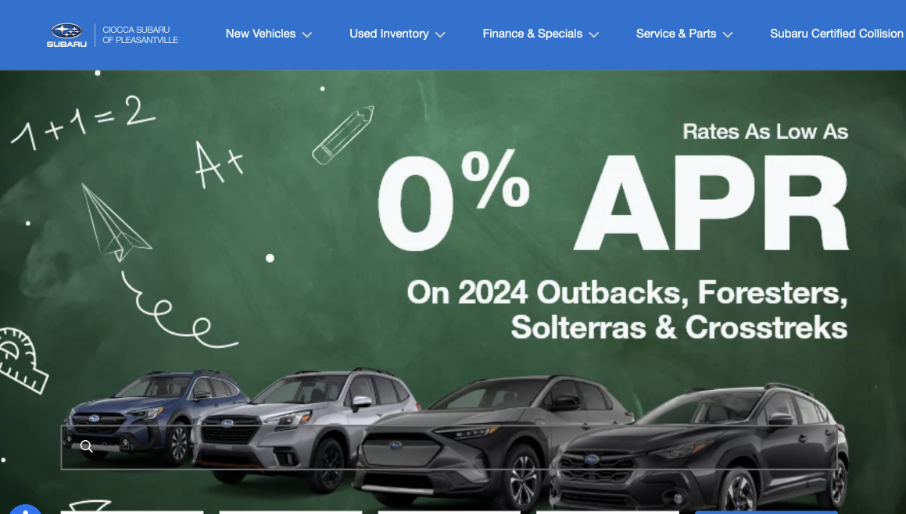 SUBARU
CIOCCA SUBARU
OF PLEASANTVILLE
New Vehicles
Used Inventory
Finance & Specials
Service & Parts
Subaru Certified Collision
1+1=2
A+
Rates As Low As
0% APR
On 2024 Outbacks, Foresters,
Solterras & Crosstreks